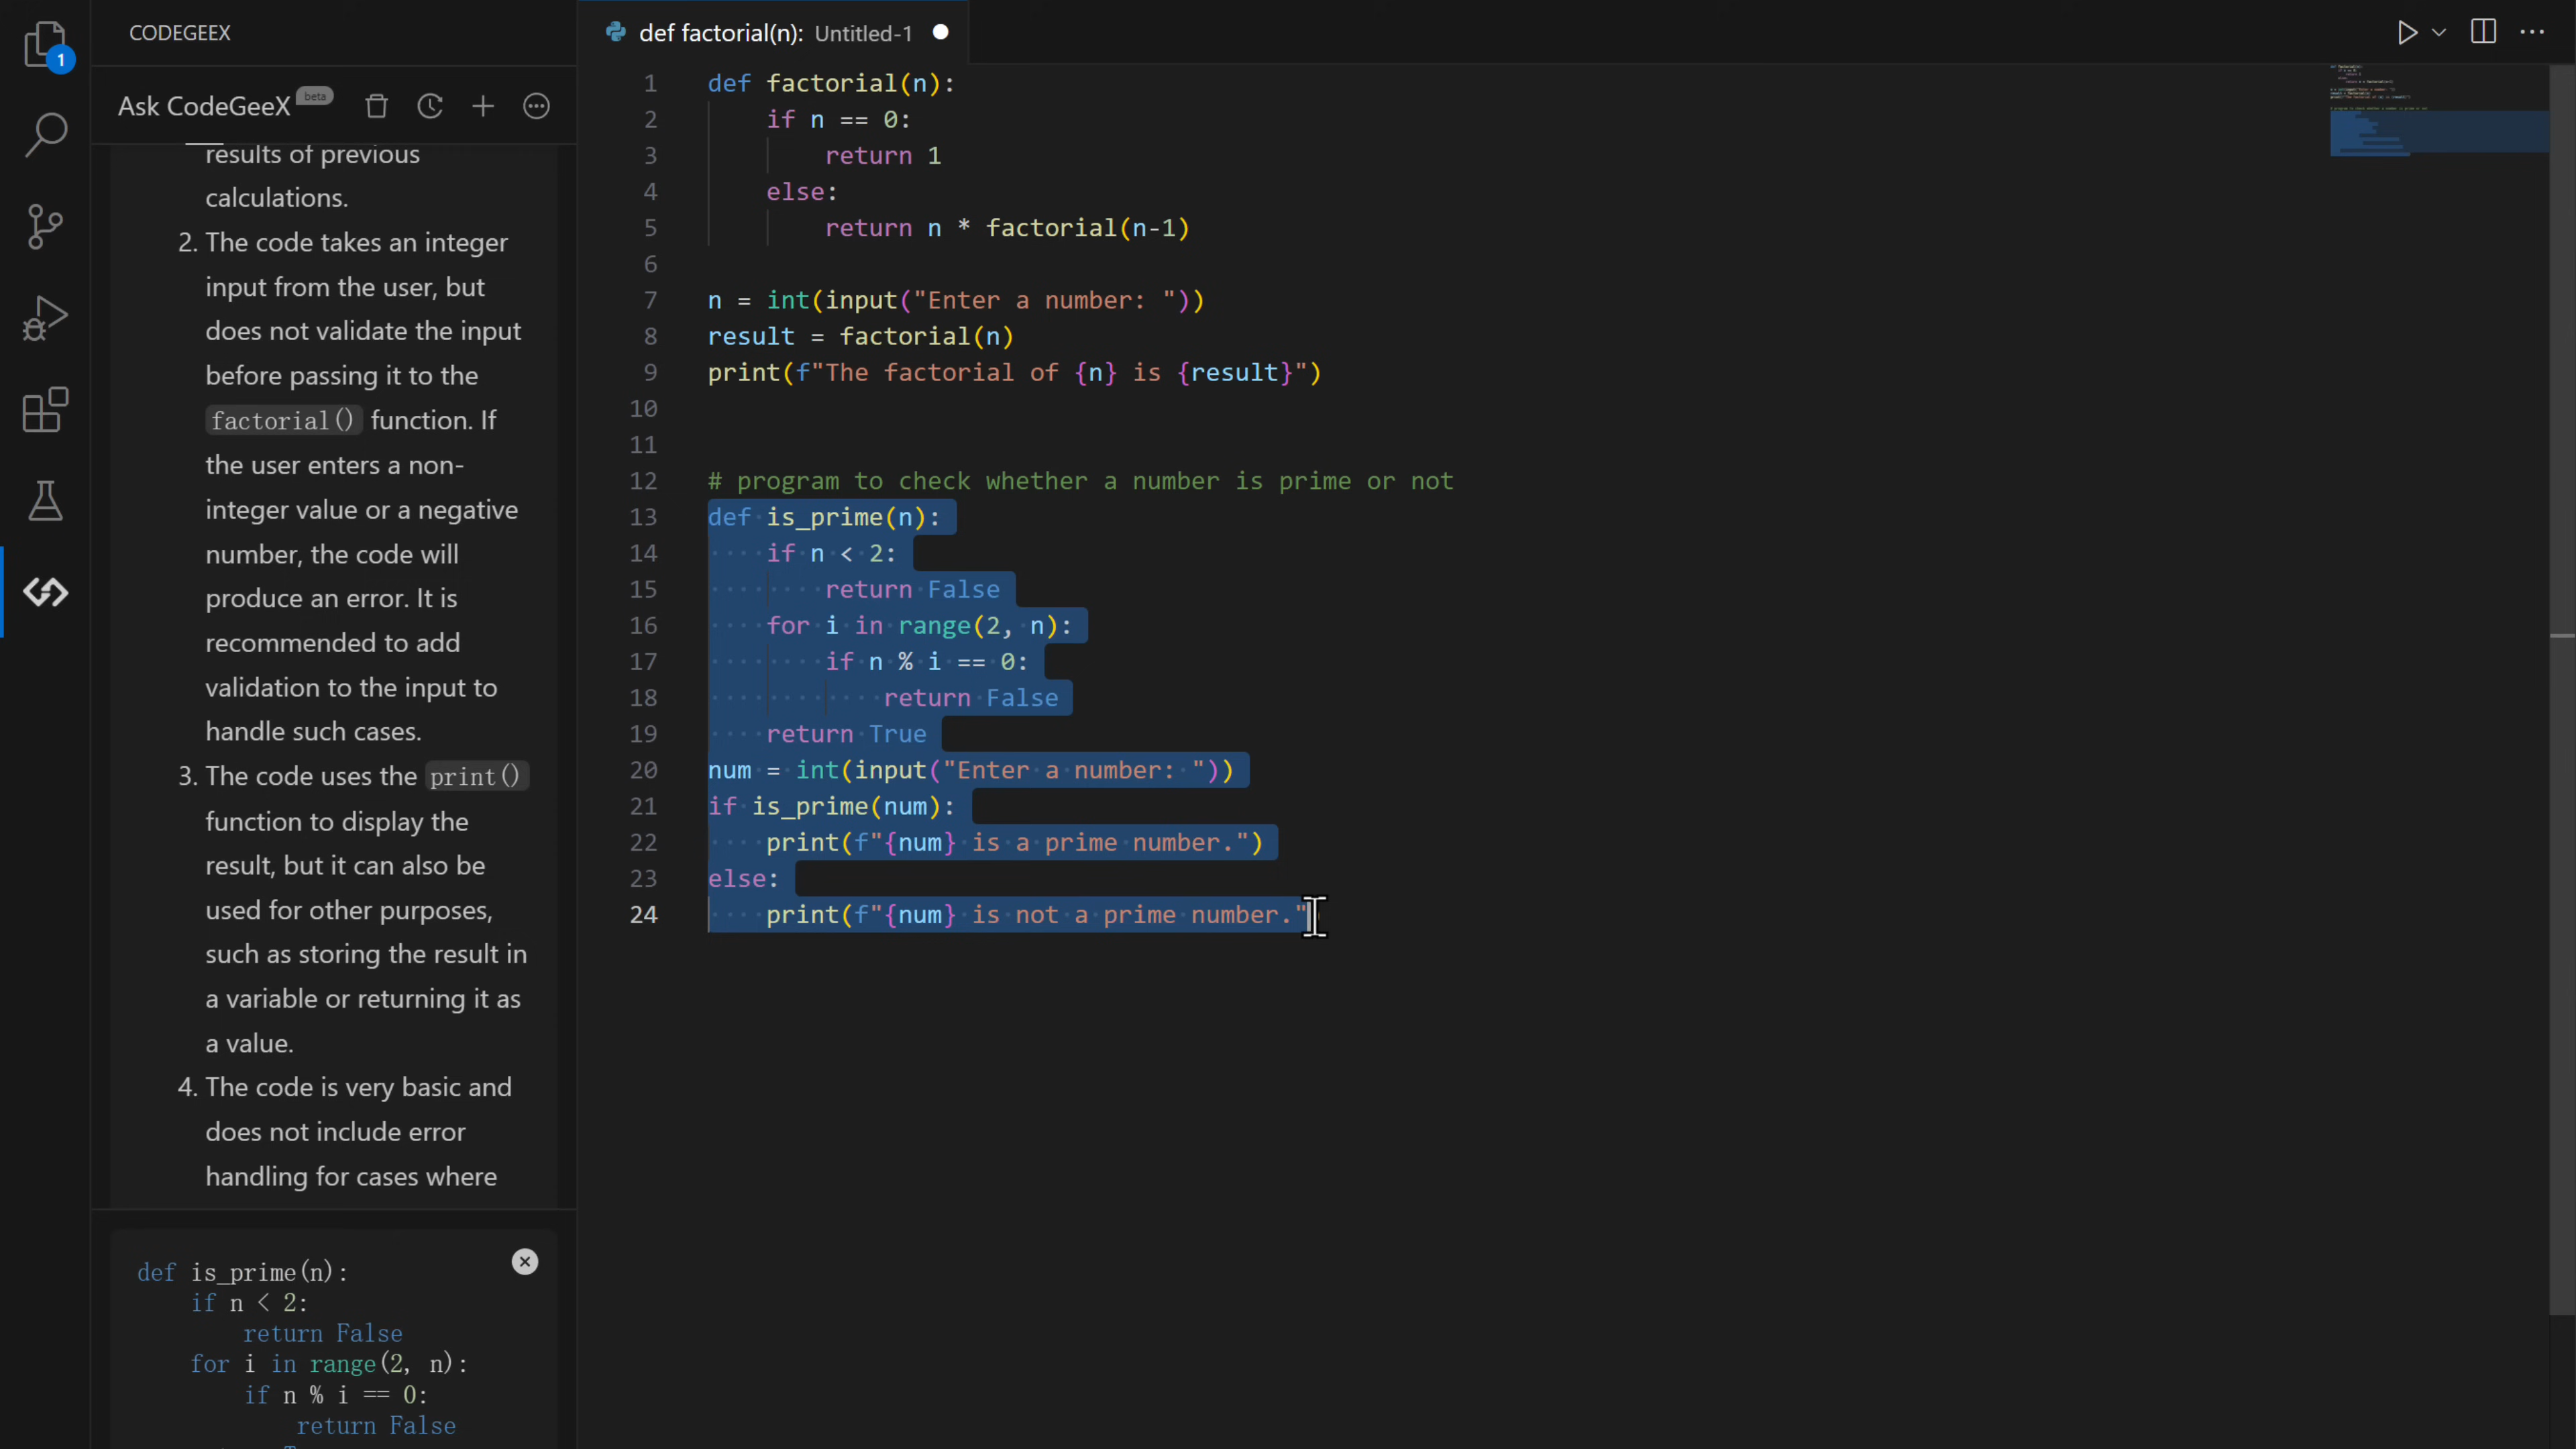 CODEGEEX
Ask CodeGeeX beta
results of previous
calculations.
2. The code takes an integer
input from the user, but
does not validate the input
before passing it to the
factorial() function. If
the user enters a non-
integer value or a negative
number, the code will
produce an error. It is
recommended to add
validation to the input to
handle such cases.
3. The code uses the print()
function to display the
result, but it can also be
used for other purposes,
such as storing the result in
a variable or returning it as
a value.
4. The code is very basic and
does not include error
handling for cases where
def is_prime(n):
    if n < 2:
        return False
    for i in range(2, n):
        if n % i == 0:
            return False
1
def factorial(n): Untitled-1
1 def factorial(n):
2     if n == 0:
3         return 1
4     else:
5         return n * factorial(n-1)
6
7 n = int(input("Enter a number: "))
8 result = factorial(n)
9 print(f"The factorial of {n} is {result}")
10
11
12 # program to check whether a number is prime or not
13 def is_prime(n):
14     if n < 2:
15         return False
16     for i in range(2, n):
17         if n % i == 0:
18             return False
19     return True
20 num = int(input("Enter a number: "))
21 if is_prime(num):
22     print(f"{num} is a prime number.")
23 else:
24     print(f"{num} is not a prime number."